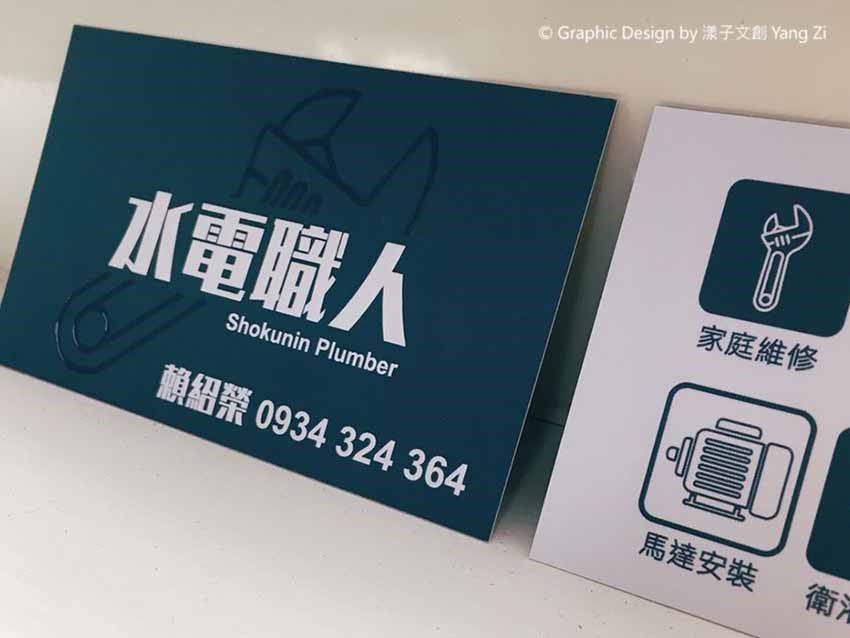 © Graphic Design by 漾子文創 Yang Zi
水電職人
Shokunin Plumber
賴紹榮 0934 324 364
家庭維修
馬達安裝
衛